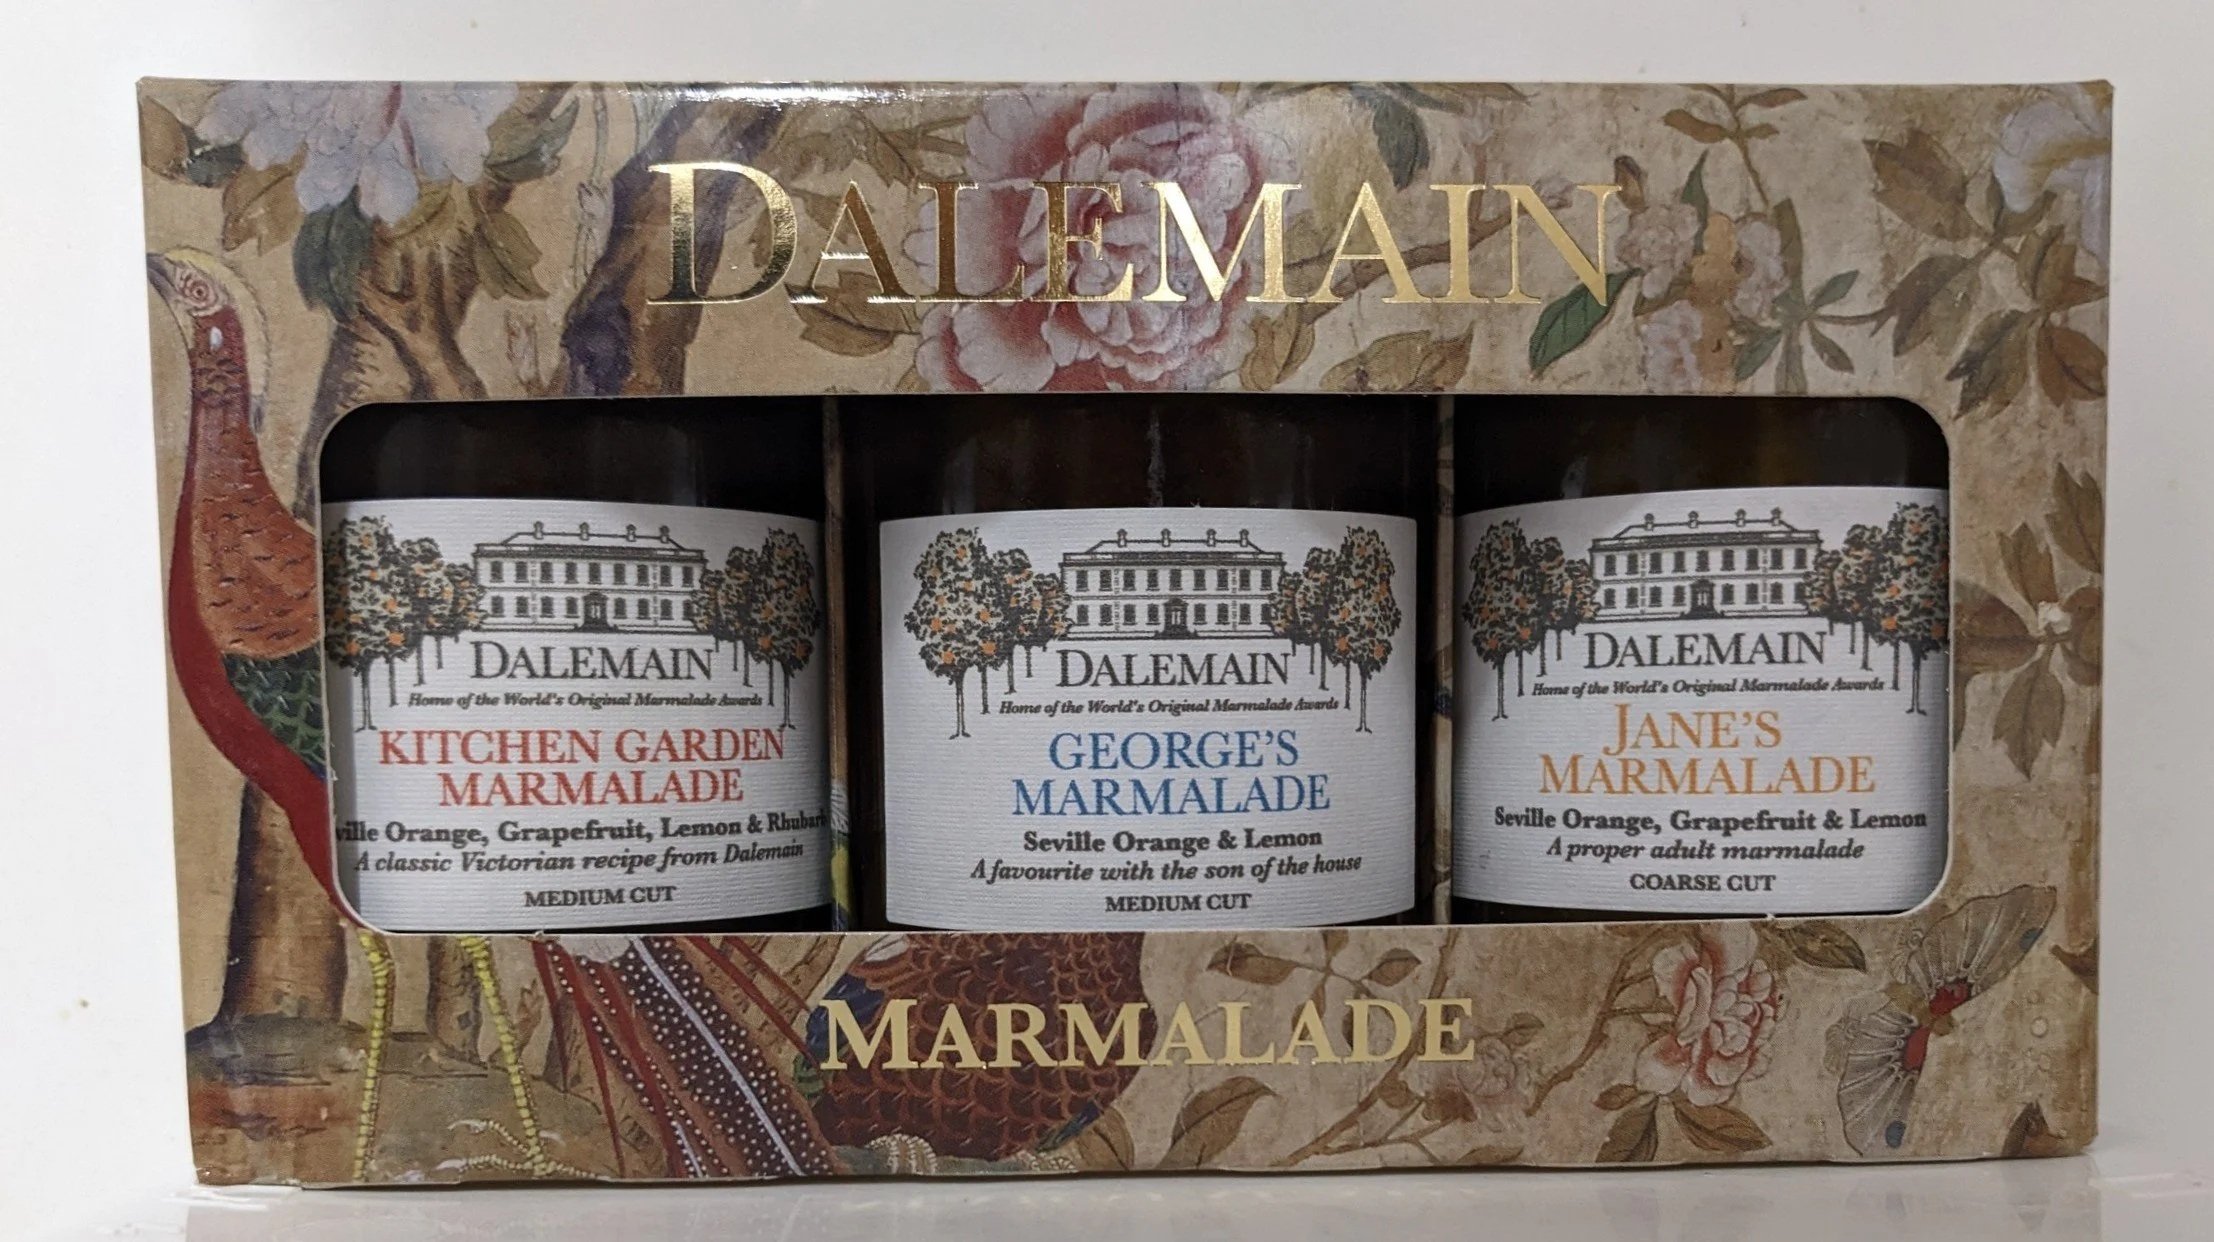 DALEMAIN
DALEMAIN
Home of the World's Original Marmalade Awards
KITCHEN GARDEN
MARMALADE
ville Orange, Grapefruit, Lemon & Rhubarb
A classic Victorian recipe from Dalemain
MEDIUM CUT
DALEMAIN
Home of the World's Original Marmalade Awards
GEORGE'S
MARMALADE
Seville Orange & Lemon
A favourite with the son of the house
MEDIUM CUT
DALEMAIN
Home of the World's Original Marmalade Awards
JANE'S
MARMALADE
Seville Orange, Grapefruit & Lemon
A proper adult marmalade
COARSE CUT
MARMALADE